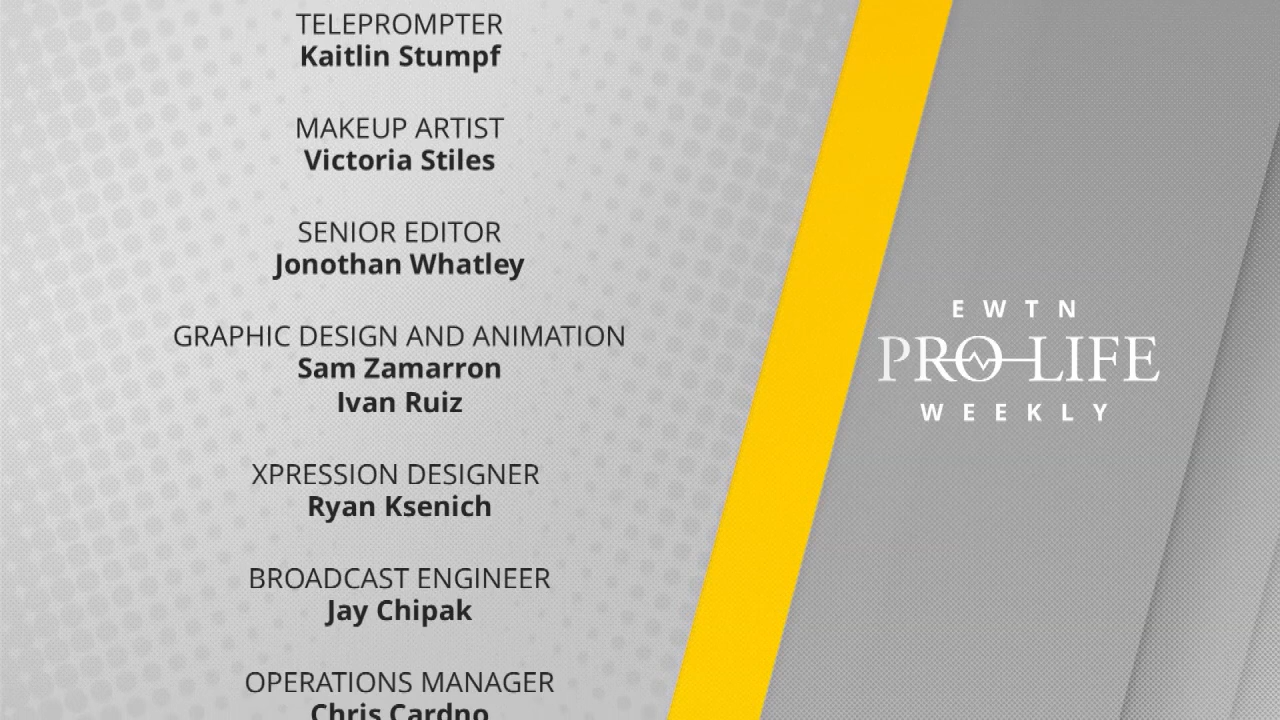 TELEPROMPTER
Kaitlin Stumpf
MAKEUP ARTIST
Victoria Stiles
SENIOR EDITOR
Jonothan Whatley
GRAPHIC DESIGN AND ANIMATION
Sam Zamarron
Ivan Ruiz
XPRESSION DESIGNER
Ryan Ksenich
BROADCAST ENGINEER
Jay Chipak
OPERATIONS MANAGER
Chris Cardno
EWTN
PRO-LIFE
WEEKLY